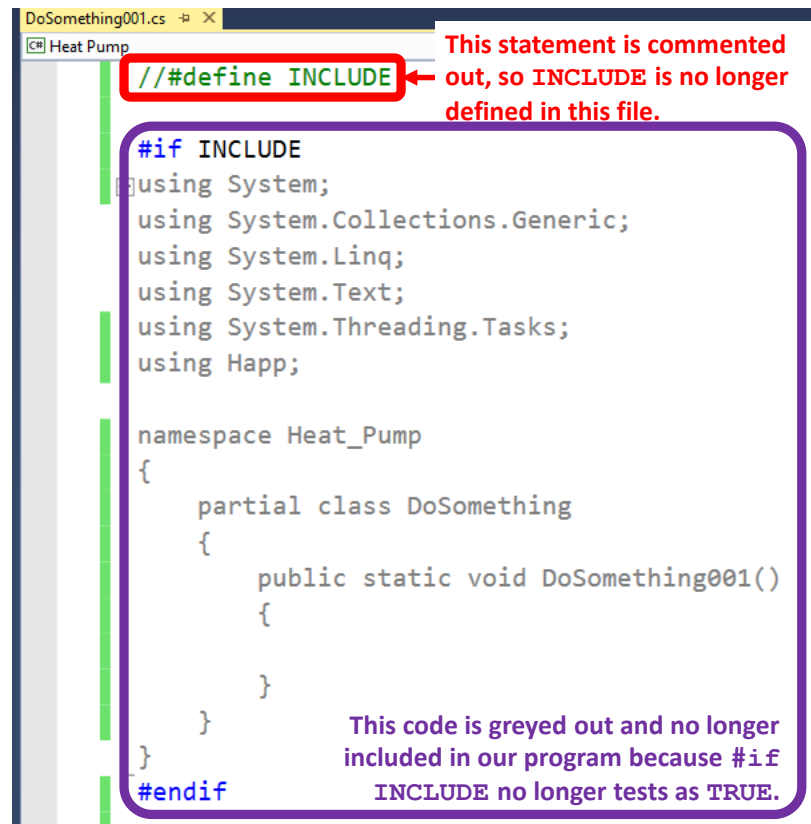 DoSomething001.cs
C# Heat Pump
//#define INCLUDE
This statement is commented
out, so INCLUDE is no longer
defined in this file.
#if INCLUDE
using System;
using System.Collections.Generic;
using System.Linq;
using System.Text;
using System.Threading.Tasks;
using Happ;
namespace Heat_Pump
{
    partial class DoSomething
    {
        public static void DoSomething001()
        {
        }
    }
}
#endif
This code is greyed out and no longer
included in our program because #if
INCLUDE no longer tests as TRUE.